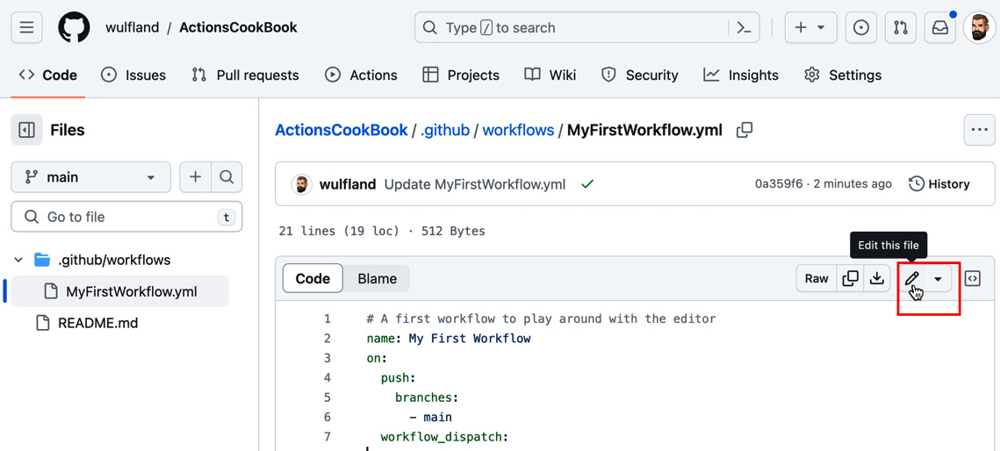 wulfland / ActionsCookBook
Type / to search
Code Issues Pull requests Actions Projects Wiki Security Insights Settings
Files
main
Go to file t
.github/workflows
MyFirstWorkflow.yml
README.md
ActionsCookBook / .github / workflows / MyFirstWorkflow.yml
wulfland Update MyFirstWorkflow.yml 0a359f6 · 2 minutes ago History
21 lines (19 loc) · 512 Bytes
Edit this file
Code Blame Raw
1 # A first workflow to play around with the editor
2 name: My First Workflow
3 on:
4 push:
5 branches:
6 - main
7 workflow_dispatch: